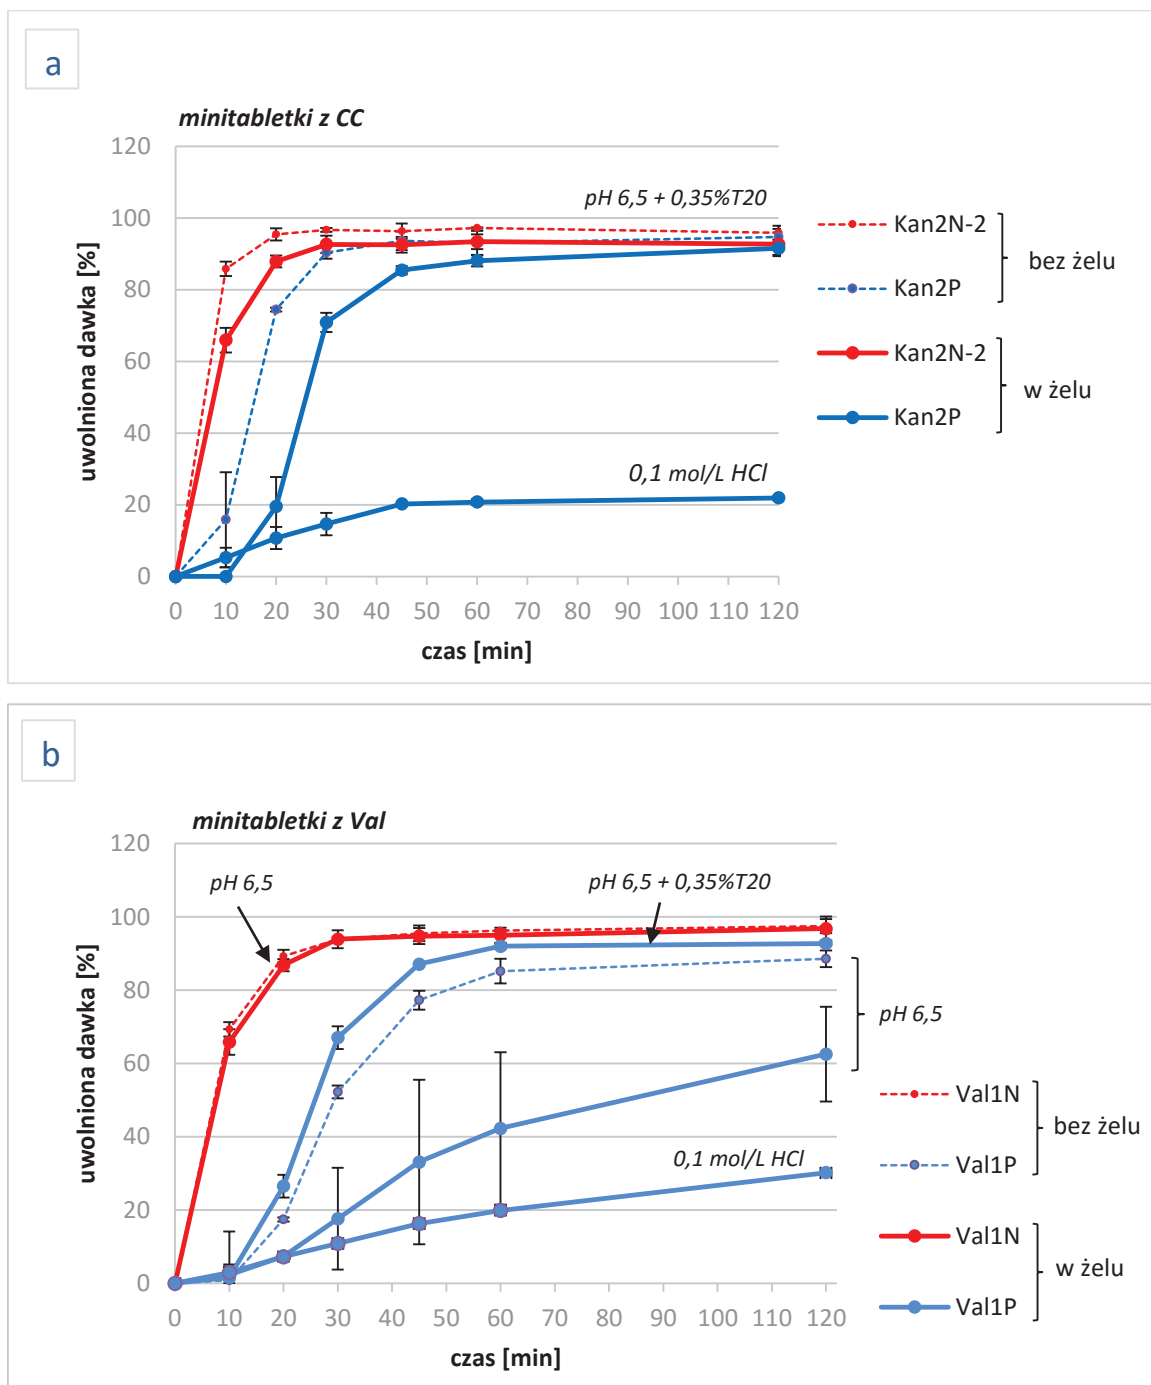 a
minitabletki z CC
120
100
80
60
40
20
0
uwolniona dawka [%]
pH 6,5 + 0,35%T20
0,1 mol/L HCl
0 10 20 30 40 50 60 70 80 90 100 110 120
czas [min]
Kan2N-2
Kan2P
bez żelu
Kan2N-2
Kan2P
w żelu
b
minitabletki z Val
120
100
80
60
40
20
0
uwolniona dawka [%]
pH 6,5
pH 6,5 + 0,35%T20
pH 6,5
0,1 mol/L HCl
0 10 20 30 40 50 60 70 80 90 100 110 120
czas [min]
Val1N
Val1P
bez żelu
Val1N
Val1P
w żelu